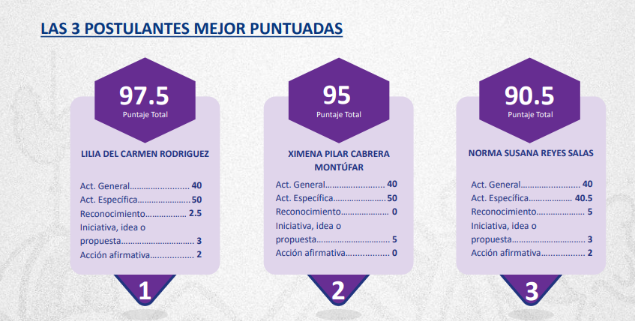 LAS 3 POSTULANTES MEJOR PUNTUADAS
97.5
Puntaje Total
LILIA DEL CARMEN RODRIGUEZ
Act. General........................ 40
Act. Específica..................... 50
Reconocimiento................. 2.5
Iniciativa, idea o
propuesta............................... 3
Acción afirmativa................. 2
1
95
Puntaje Total
XIMENA PILAR CABRERA
MONTÚFAR
Act. General........................ 40
Act. Específica..................... 50
Reconocimiento.................... 0
Iniciativa, idea o
propuesta............................... 5
Acción afirmativa................. 0
2
90.5
Puntaje Total
NORMA SUSANA REYES SALAS
Act. General........................ 40
Act. Específica.................. 40.5
Reconocimiento.................... 5
Iniciativa, idea o
propuesta............................... 3
Acción afirmativa................. 2
3